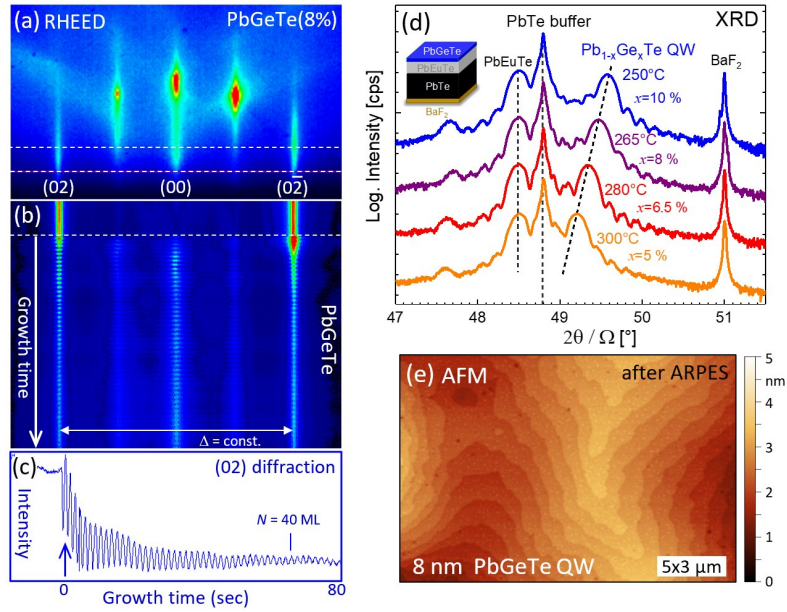 (a) RHEED PbGeTe(8%)
(02) (00) (02̅)
(b)
Growth time
PbGeTe
Δ = const.
(c) (02) diffraction
Intensity
N = 40 ML
0 80
Growth time (sec)
(d) PbTe buffer XRD
PbGeTe
PbEuTe
PbTe
BaF₂
PbEuTe
Pb₁₋ₓGeₓTe QW
BaF₂
250°C
x=10 %
265°C
x=8 %
280°C
x=6.5 %
300°C
x=5 %
Log. Intensity [cps]
47 48 49 50 51
2θ / Ω [°]
(e) AFM after ARPES
8 nm PbGeTe QW 5x3 μm
5
nm
4
3
2
1
0